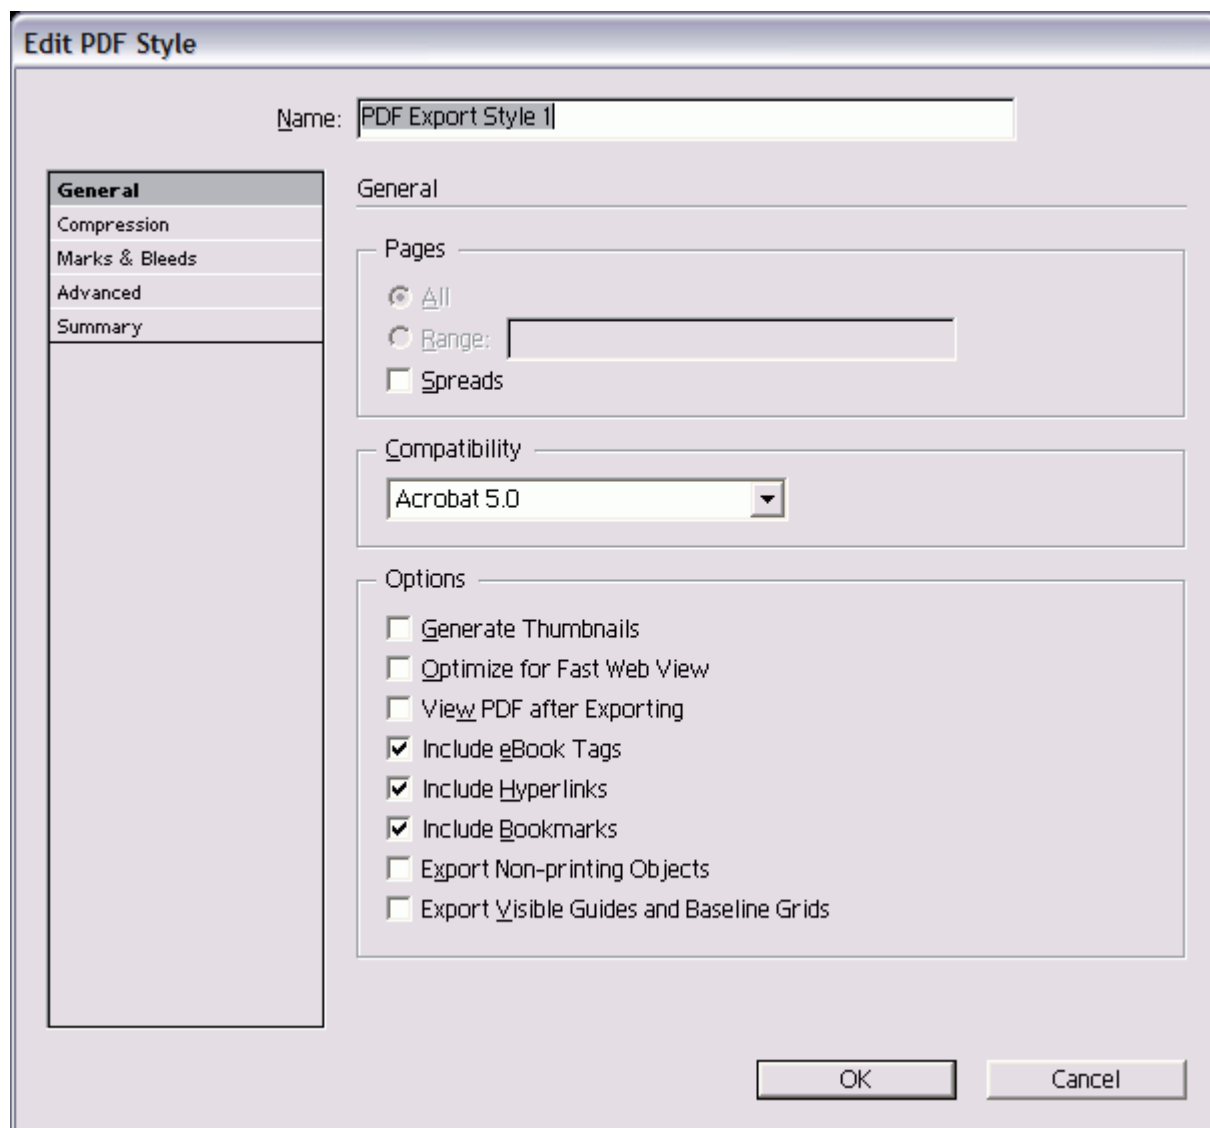 Edit PDF Style
Name: PDF Export Style 1
General
Compression
Marks & Bleeds
Advanced
Summary
General
Pages
All
Range:
Spreads
Compatibility
Acrobat 5.0
Options
Generate Thumbnails
Optimize for Fast Web View
View PDF after Exporting
Include eBook Tags
Include Hyperlinks
Include Bookmarks
Export Non-printing Objects
Export Visible Guides and Baseline Grids
OK Cancel